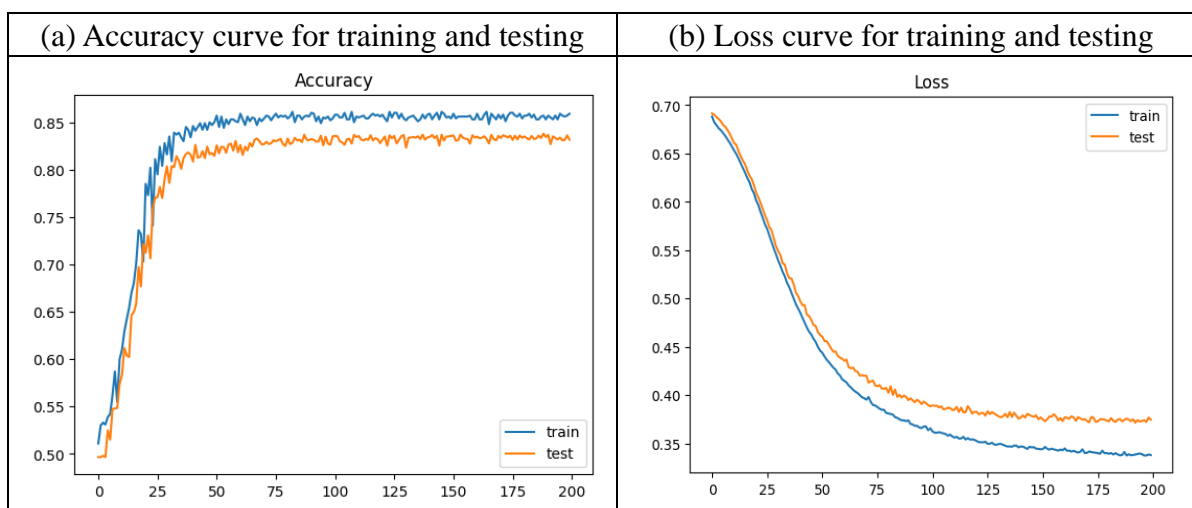 (a) Accuracy curve for training and testing
(b) Loss curve for training and testing
Accuracy
0.85
0.80
0.75
0.70
0.65
0.60
0.55
0.50
train
test
0 25 50 75 100 125 150 175 200
Loss
0.70
0.65
0.60
0.55
0.50
0.45
0.40
0.35
train
test
0 25 50 75 100 125 150 175 200